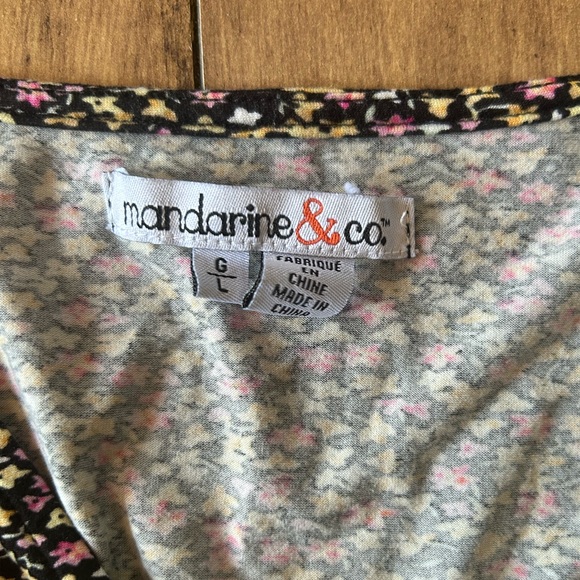 mandarine & co.™
G
L
FABRIQUÉ
EN
CHINE
MADE IN
CHINA